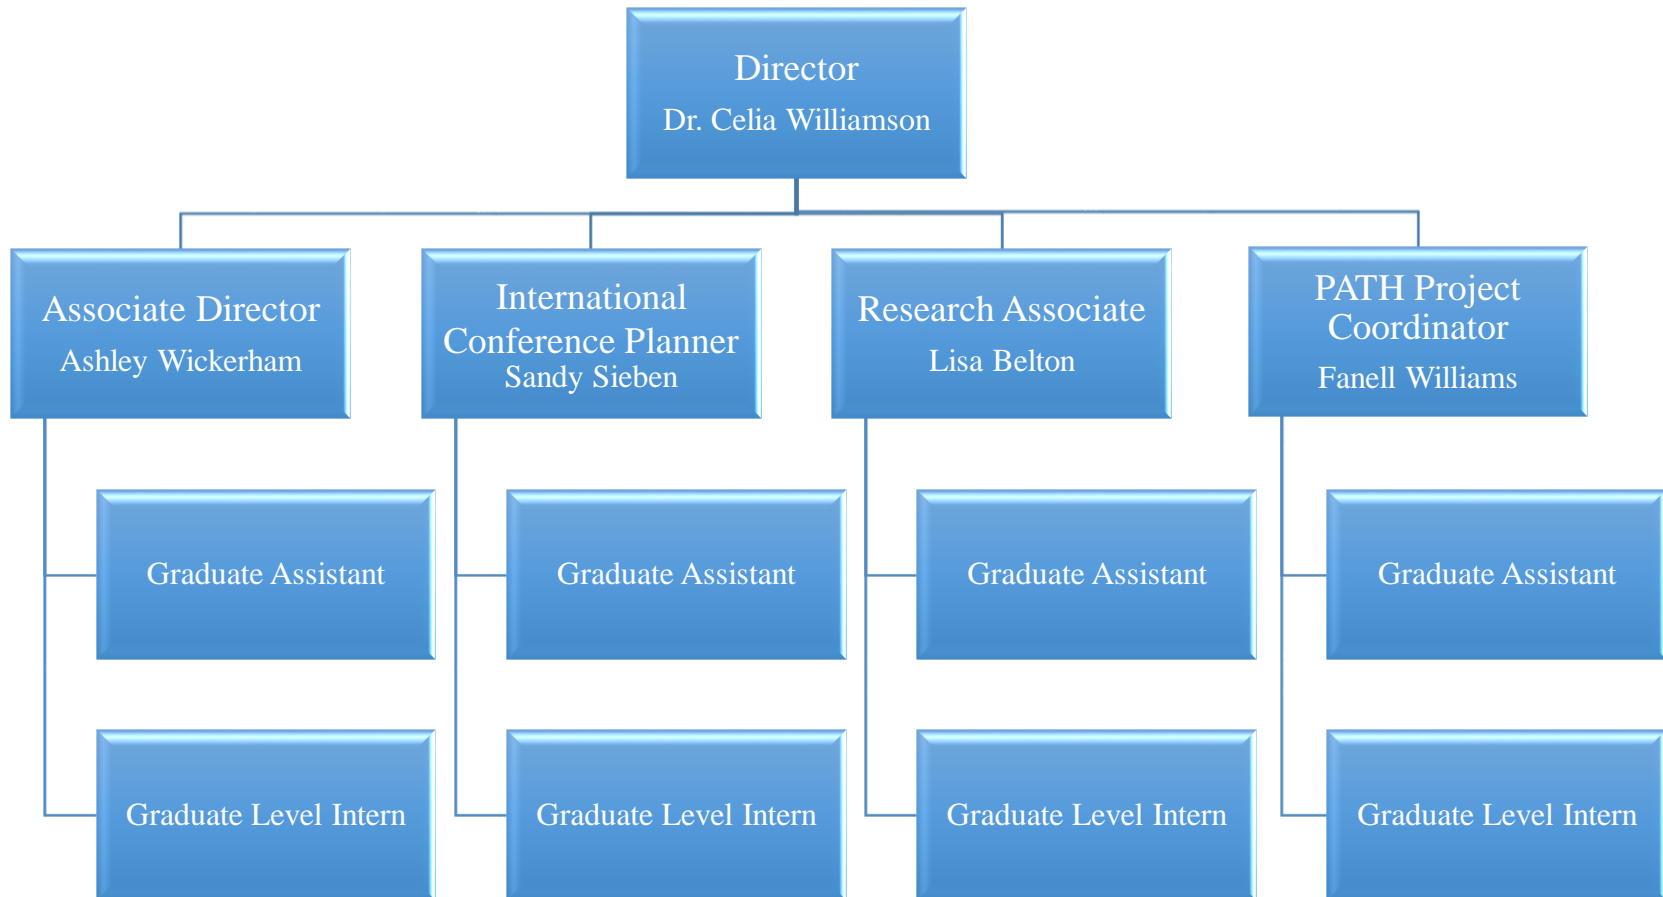 Director
Dr. Celia Williamson
Associate Director
Ashley Wickerham
International
Conference Planner
Sandy Sieben
Research Associate
Lisa Belton
PATH Project
Coordinator
Fanell Williams
Graduate Assistant
Graduate Assistant
Graduate Assistant
Graduate Assistant
Graduate Level Intern
Graduate Level Intern
Graduate Level Intern
Graduate Level Intern